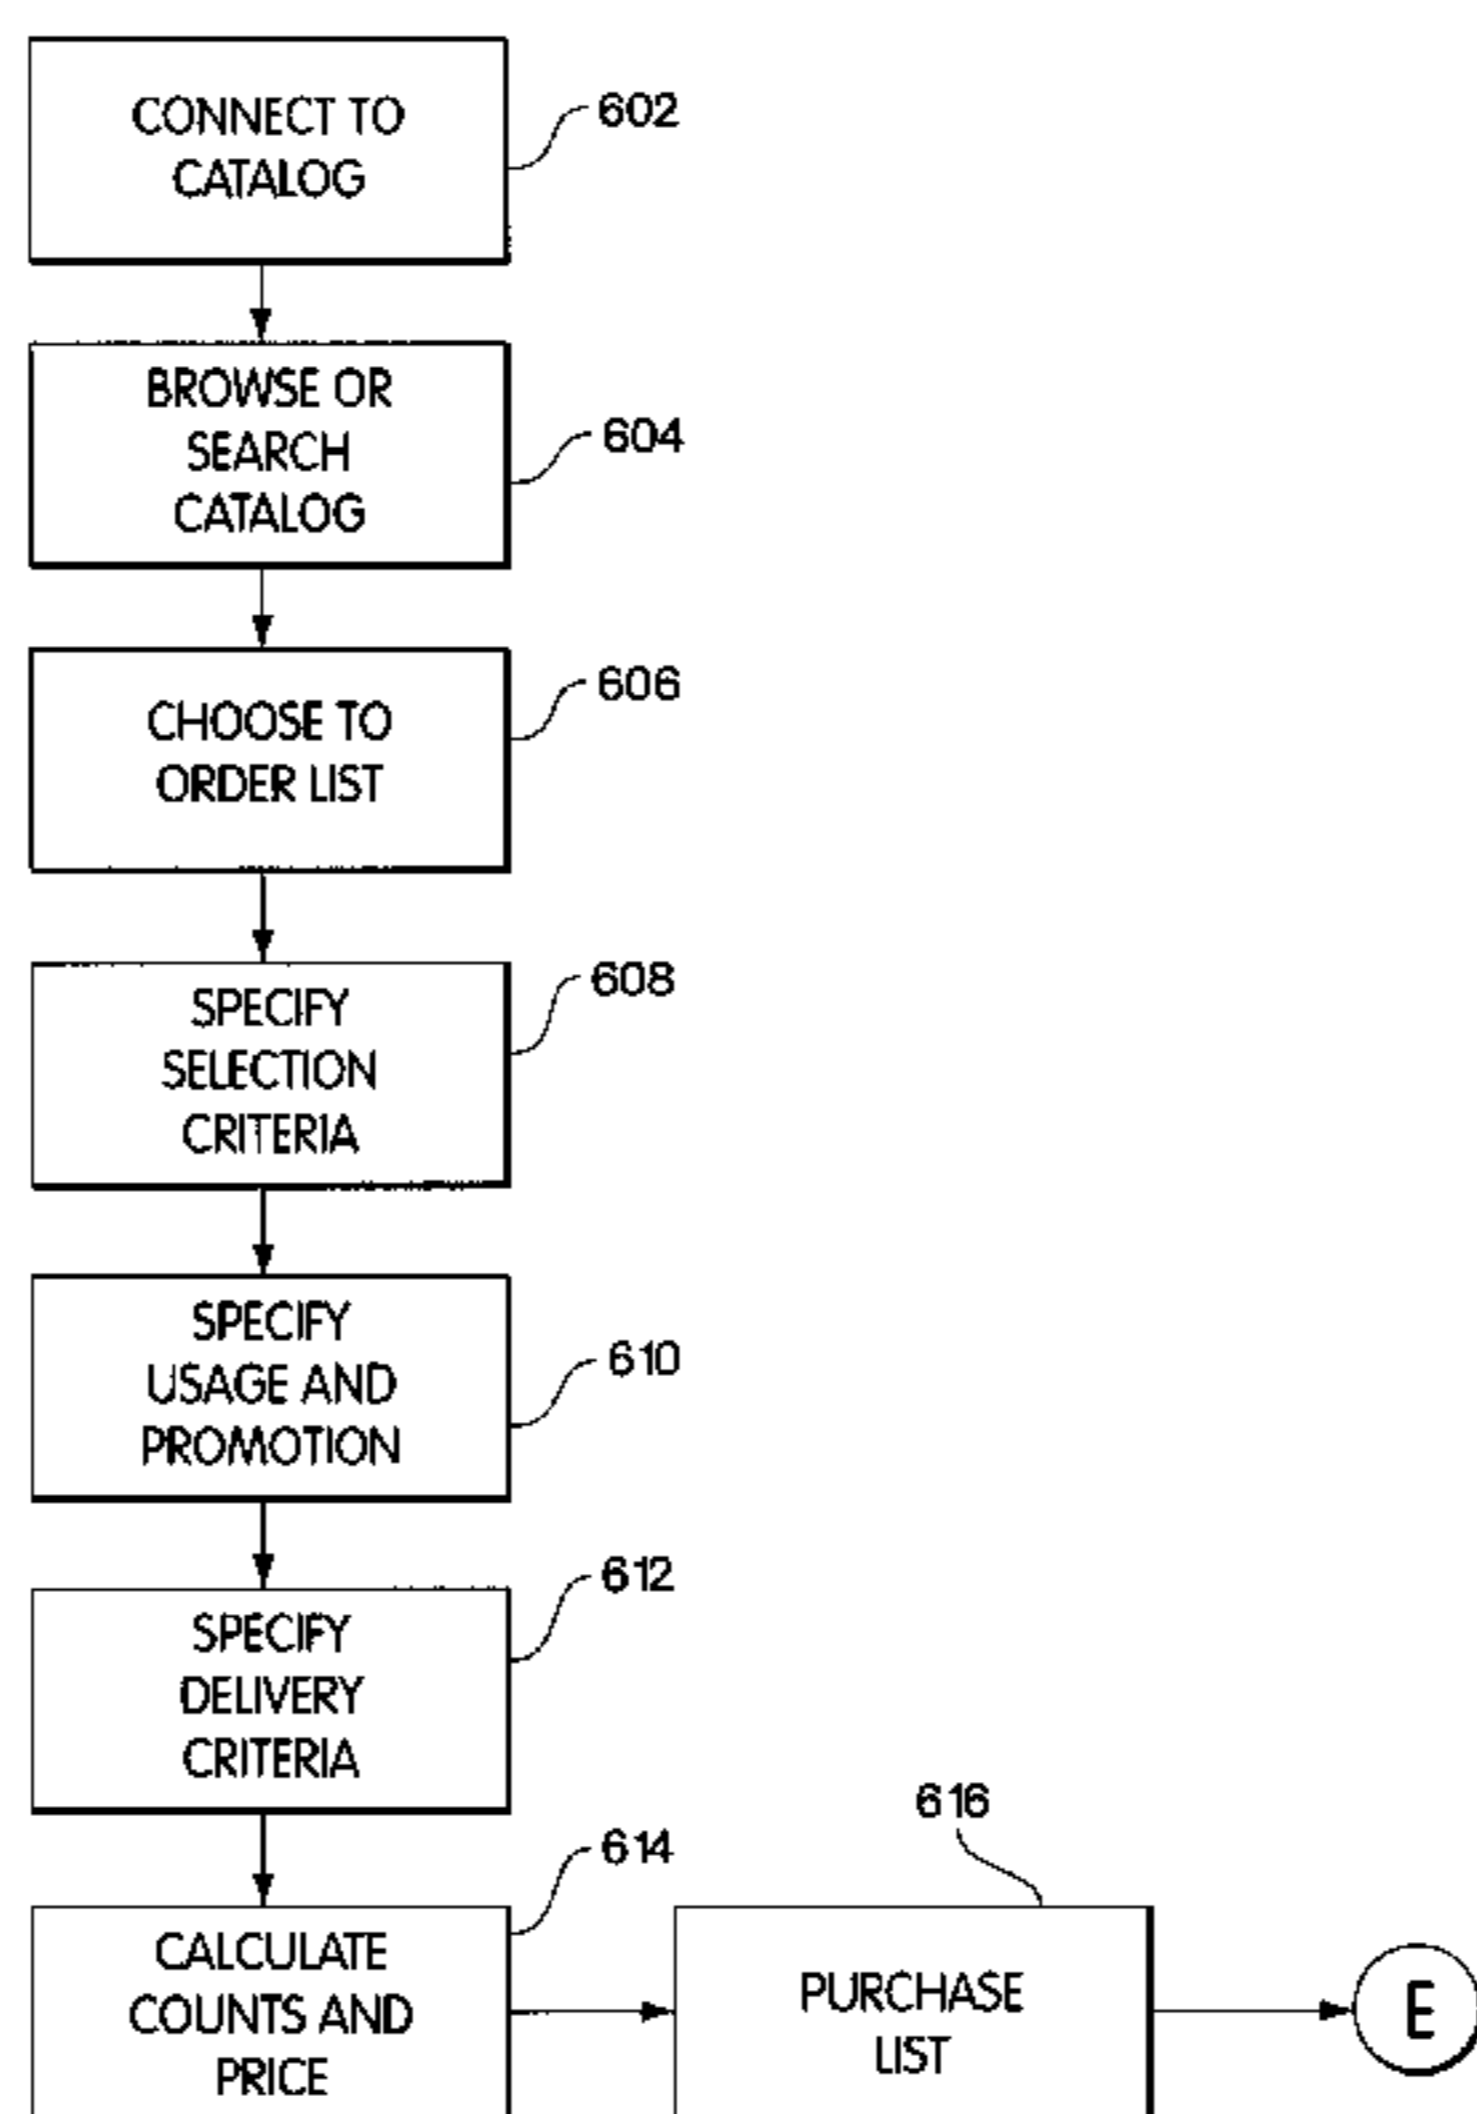 CONNECT TO
CATALOG
602
BROWSE OR
SEARCH
CATALOG
604
CHOOSE TO
ORDER LIST
606
SPECIFY
SELECTION
CRITERIA
608
SPECIFY
USAGE AND
PROMOTION
610
SPECIFY
DELIVERY
CRITERIA
612
CALCULATE
COUNTS AND
PRICE
614
PURCHASE
LIST
616
E